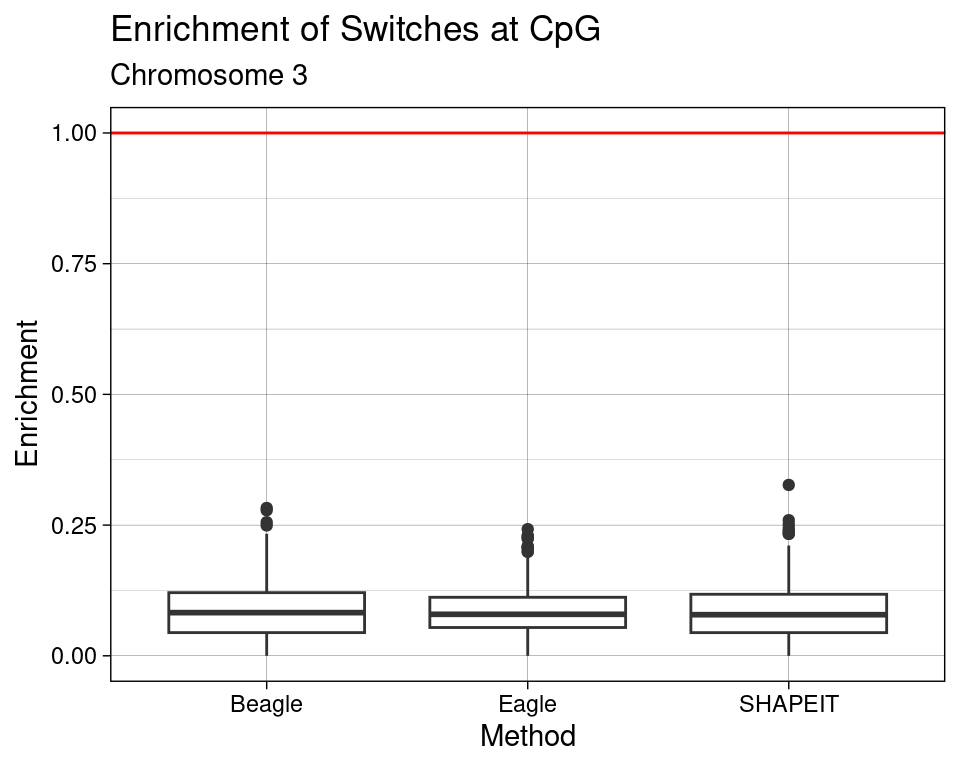 Enrichment of Switches at CpG
Chromosome 3
Enrichment
1.00
0.75
0.50
0.25
0.00
Beagle Eagle SHAPEIT
Method